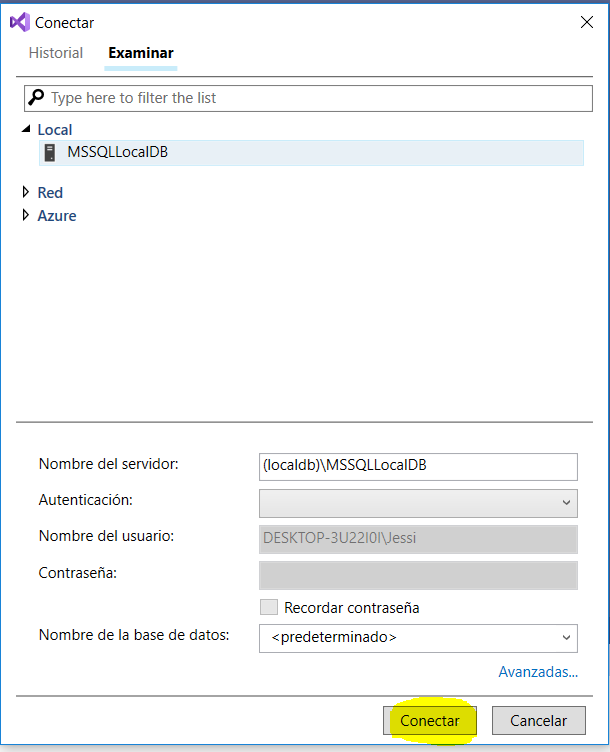 Conectar
Historial Examinar
Type here to filter the list
Local
MSSQLLocalDB
Red
Azure
Nombre del servidor: (localdb)\MSSQLLocalDB
Autenticación:
Nombre del usuario: DESKTOP-3U22I0I\Jessi
Contraseña:
Recordar contraseña
Nombre de la base de datos: <predeterminado>
Avanzadas...
Conectar Cancelar